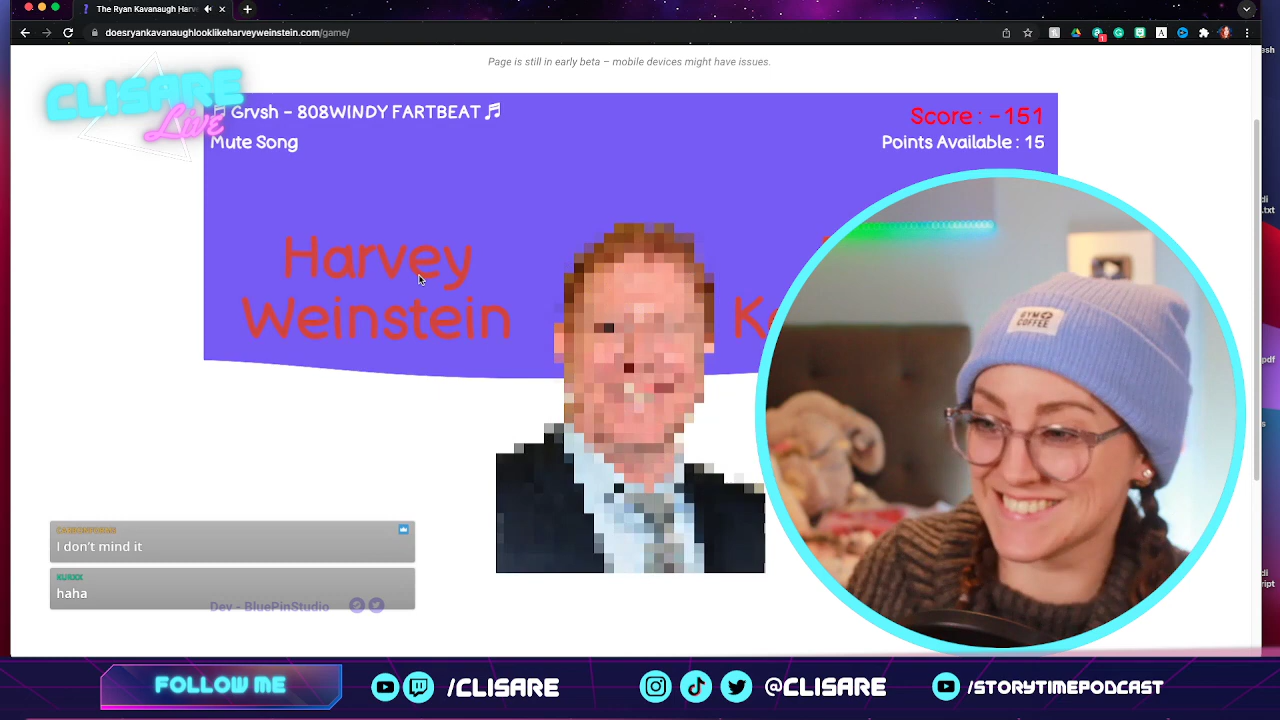 The Ryan Kavanaugh Harv
doesryankavanaughlooklikeharveyweinstein.com/game/
Page is still in early beta – mobile devices might have issues.
CLISARE
Live
Grvsh - 808WINDY FARTBEAT
Mute Song
Score : -151
Points Available : 15
Harvey
Weinstein
GYM+
COFFEE
I don't mind it
KURXX
haha
Dev - BluePinStudio
FOLLOW ME
/CLISARE
@CLISARE
/STORYTIMEPODCAST